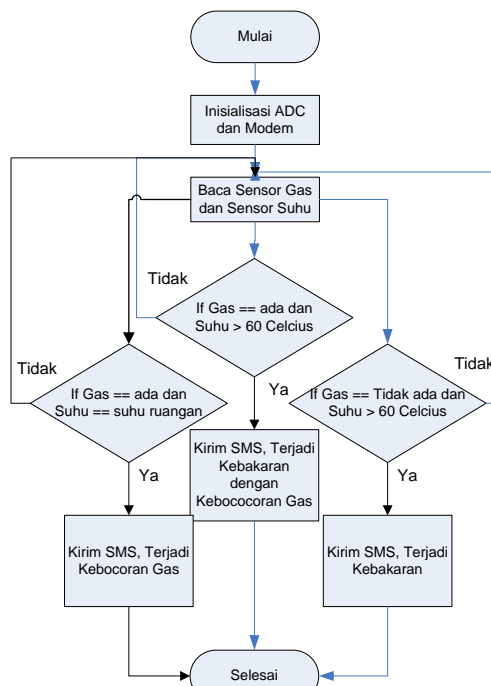 Mulai
Inisialisasi ADC
dan Modem
Baca Sensor Gas
dan Sensor Suhu
Tidak
If Gas == ada dan
Suhu > 60 Celcius
Tidak
If Gas == ada dan
Suhu == suhu ruangan
Ya
If Gas == Tidak ada dan
Suhu > 60 Celcius
Tidak
Kirim SMS, Terjadi
Kebakaran
dengan
Kebococoran Gas
Ya
Ya
Kirim SMS, Terjadi
Kebocoran Gas
Kirim SMS, Terjadi
Kebakaran
Selesai